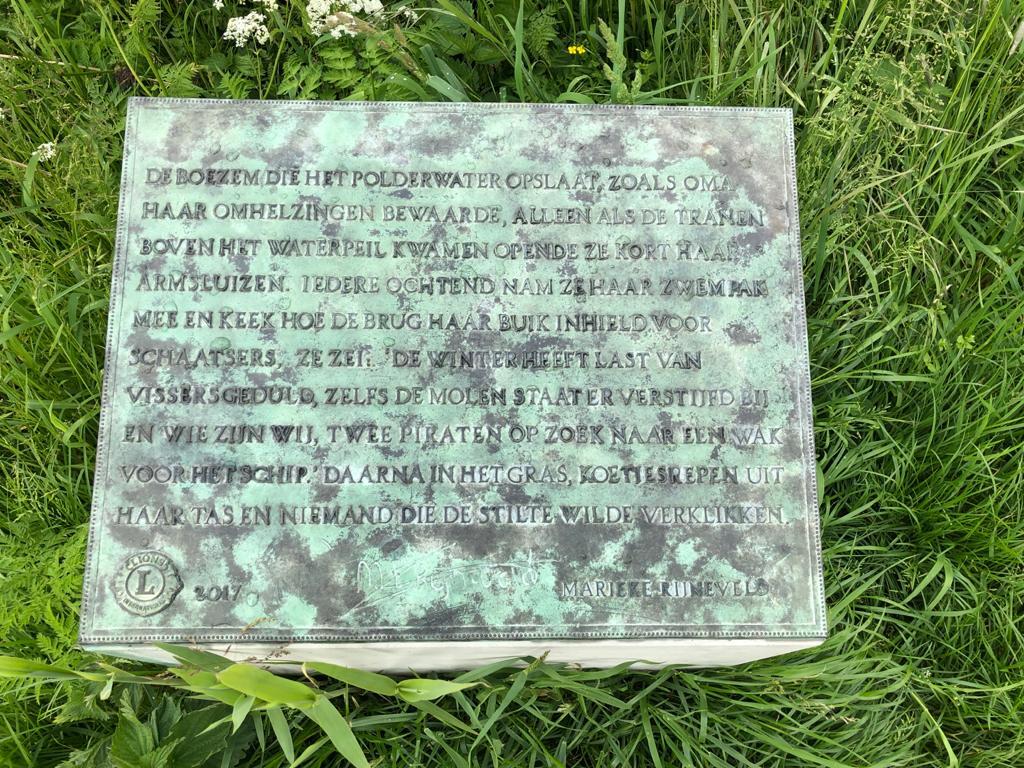 DE BOEZEM DIE HET POLDERWATER OPSLAAT, ZOALS OMA
HAAR OMHELZINGEN BEWAARDE, ALLEEN ALS DE TRANEN
BOVEN HET WATERPEIL KWAMEN OPENDE ZE KORT HAAR
ARMSLUIZEN. IEDERE OCHTEND NAM ZE HAAR ZWEMPAK
MEE EN KEEK HOE DE BRUG HAAR BUIK INHIELD VOOR
SCHAATSERS, ZE ZEI: 'DE WINTER HEEFT LAST VAN
VISSERSGEDULD, ZELFS DE MOLEN STAAT ER VERSTIJFD BIJ
EN WIE ZIJN WIJ, TWEE PIRATEN OP ZOEK NAAR EEN WAK
VOOR HET SCHIP.' DAARNA IN HET GRAS, KOETJESREPEN UIT
HAAR TAS EN NIEMAND DIE DE STILTE WILDE VERKLIKKEN.
LIONS L INTERNATIONAL 2017 MARIEKE RIJNEVELD